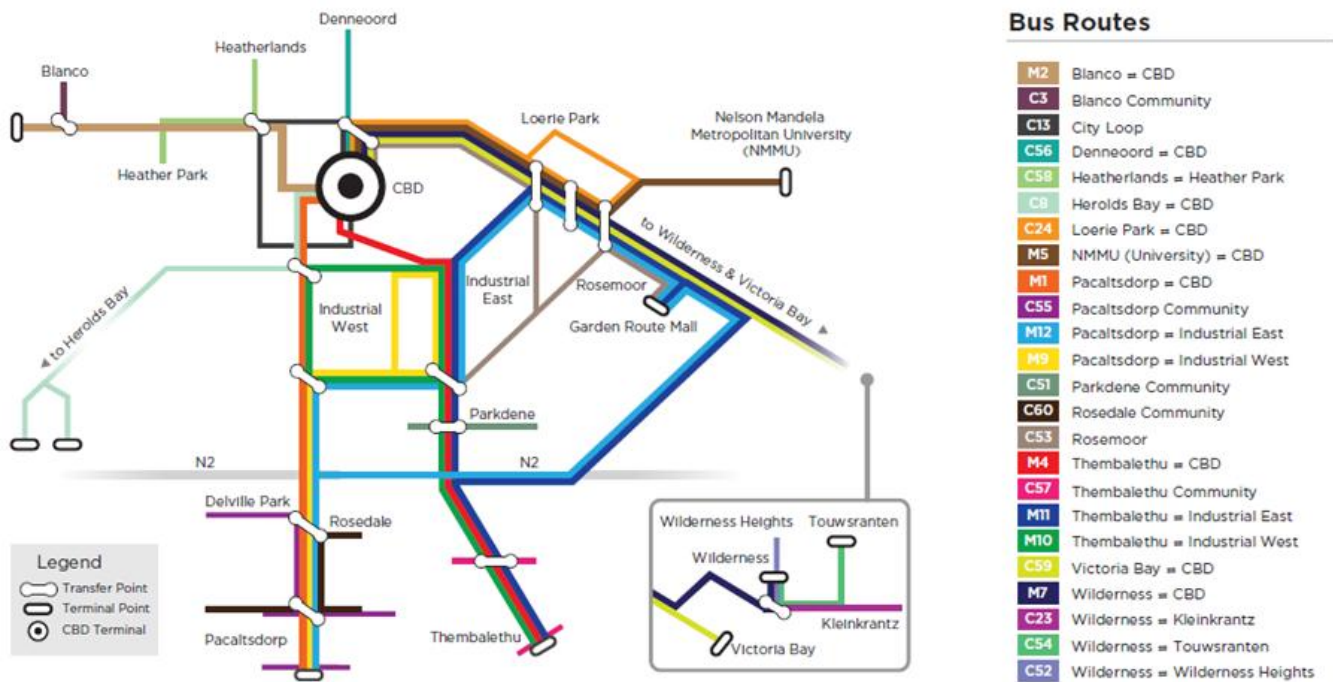 Denneoord
Heatherlands
Blanco
Loerie Park
Nelson Mandela
Metropolitan University
(NMMU)
Heather Park
CBD
to Wilderness & Victoria Bay
Industrial
East
Rosemoor
Industrial
West
Garden Route Mall
to Herolds Bay
Parkdene
N2
N2
Delville Park
Rosedale
Pacaltsdorp
Thembalethu
Wilderness Heights
Touwsranten
Wilderness
Kleinkrantz
Victoria Bay
Legend
Transfer Point
Terminal Point
CBD Terminal
Bus Routes
M2 Blanco ⇌ CBD
C3 Blanco Community
C13 City Loop
C56 Denneoord ⇌ CBD
C58 Heatherlands ⇌ Heather Park
C8 Herolds Bay ⇌ CBD
C24 Loerie Park ⇌ CBD
M5 NMMU (University) ⇌ CBD
M1 Pacaltsdorp ⇌ CBD
C55 Pacaltsdorp Community
M12 Pacaltsdorp ⇌ Industrial East
M9 Pacaltsdorp ⇌ Industrial West
C51 Parkdene Community
C60 Rosedale Community
C53 Rosemoor
M4 Thembalethu ⇌ CBD
C57 Thembalethu Community
M11 Thembalethu ⇌ Industrial East
M10 Thembalethu ⇌ Industrial West
C59 Victoria Bay ⇌ CBD
M7 Wilderness ⇌ CBD
C23 Wilderness ⇌ Kleinkrantz
C54 Wilderness ⇌ Touwsranten
C52 Wilderness ⇌ Wilderness Heights